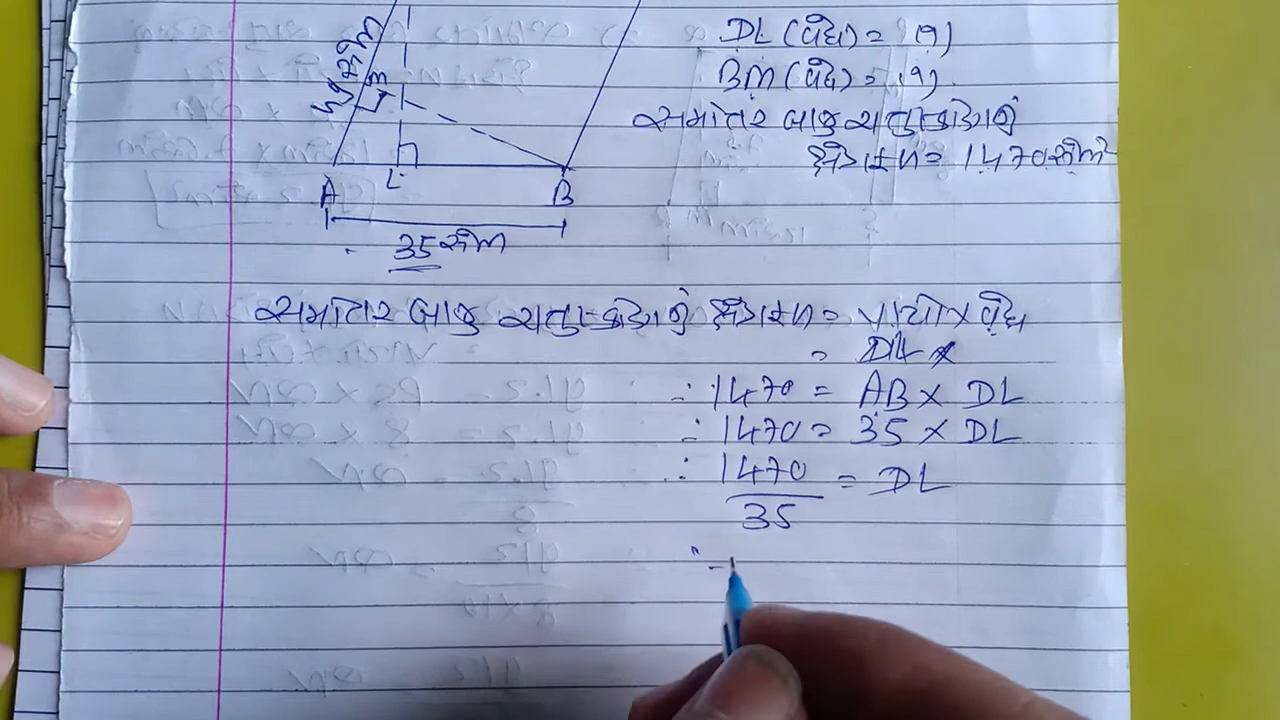 DL (વેધ) = (?)
BM (વેધ) = (?)
સમાંતર બાજુ ચતુષ્કોણનું
ક્ષેત્રફળ = 1470 સેમી²
સેમી
M
A L B
35 સેમી
સમાંતર બાજુ ચતુષ્કોણનું ક્ષેત્રફળ = પાયો × વેધ
=
∴ 1470 = AB × DL
∴ 1470 = 35 × DL
∴ 1470 = DL
35
∴